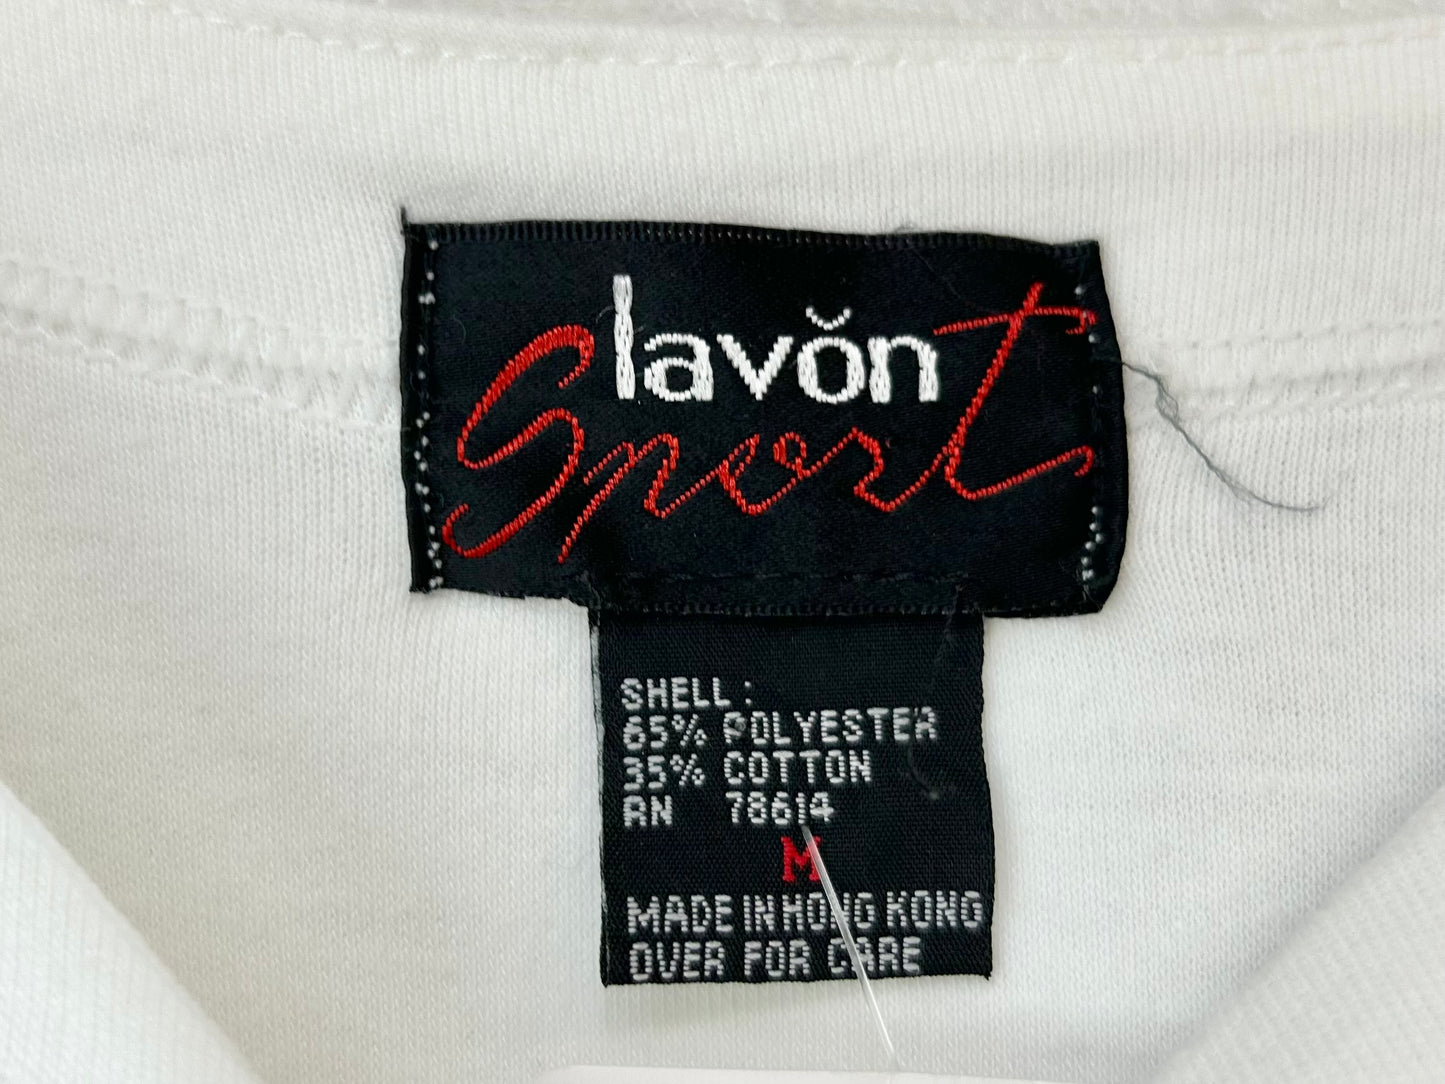 lavŏn
Sport
SHELL :
65% POLYESTER
35% COTTON
RN 78614
M
MADE IN HONG KONG
OVER FOR CARE